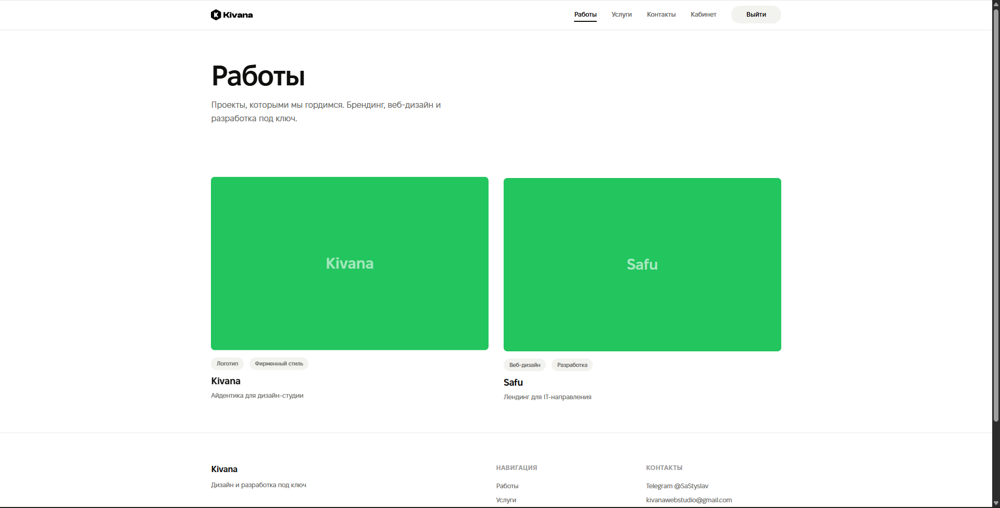 Kivana
Работы
Услуги
Контакты
Кабинет
Выйти
Работы
Проекты, которыми мы гордимся. Брендинг, веб-дизайн и
разработка под ключ.
Kivana
Safu
Логотип
Фирменный стиль
Kivana
Айдентика для дизайн-студии
Веб-дизайн
Разработка
Safu
Лендинг для IT-направления
Kivana
Дизайн и разработка под ключ
НАВИГАЦИЯ
Работы
Услуги
КОНТАКТЫ
Telegram @SaStyslav
kivanawebstudio@gmail.com